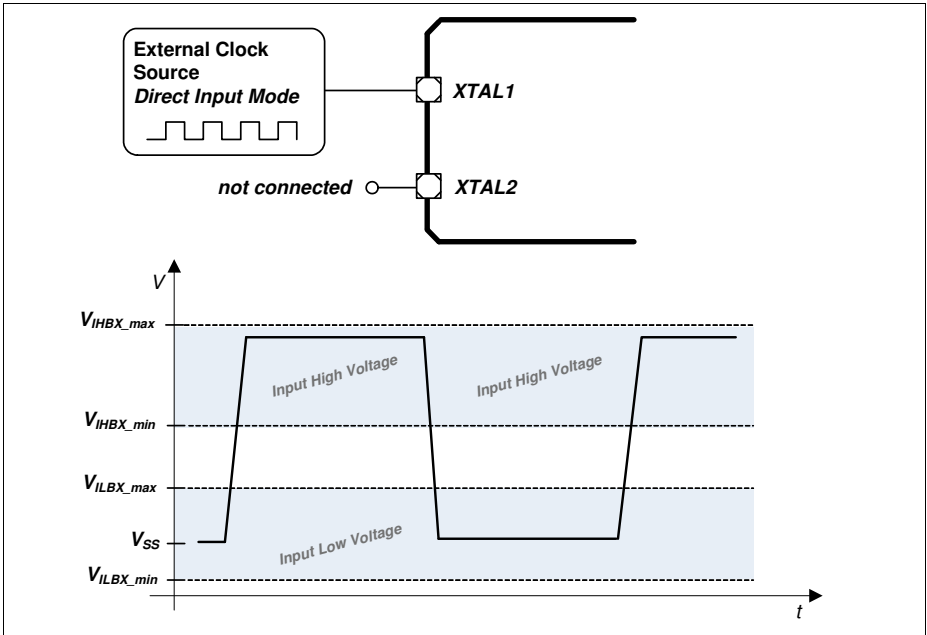 External Clock
Source
Direct Input Mode
XTAL1
not connected
XTAL2
V
VIHBX_max
Input High Voltage
Input High Voltage
VIHBX_min
VILBX_max
VSS
Input Low Voltage
VILBX_min
t